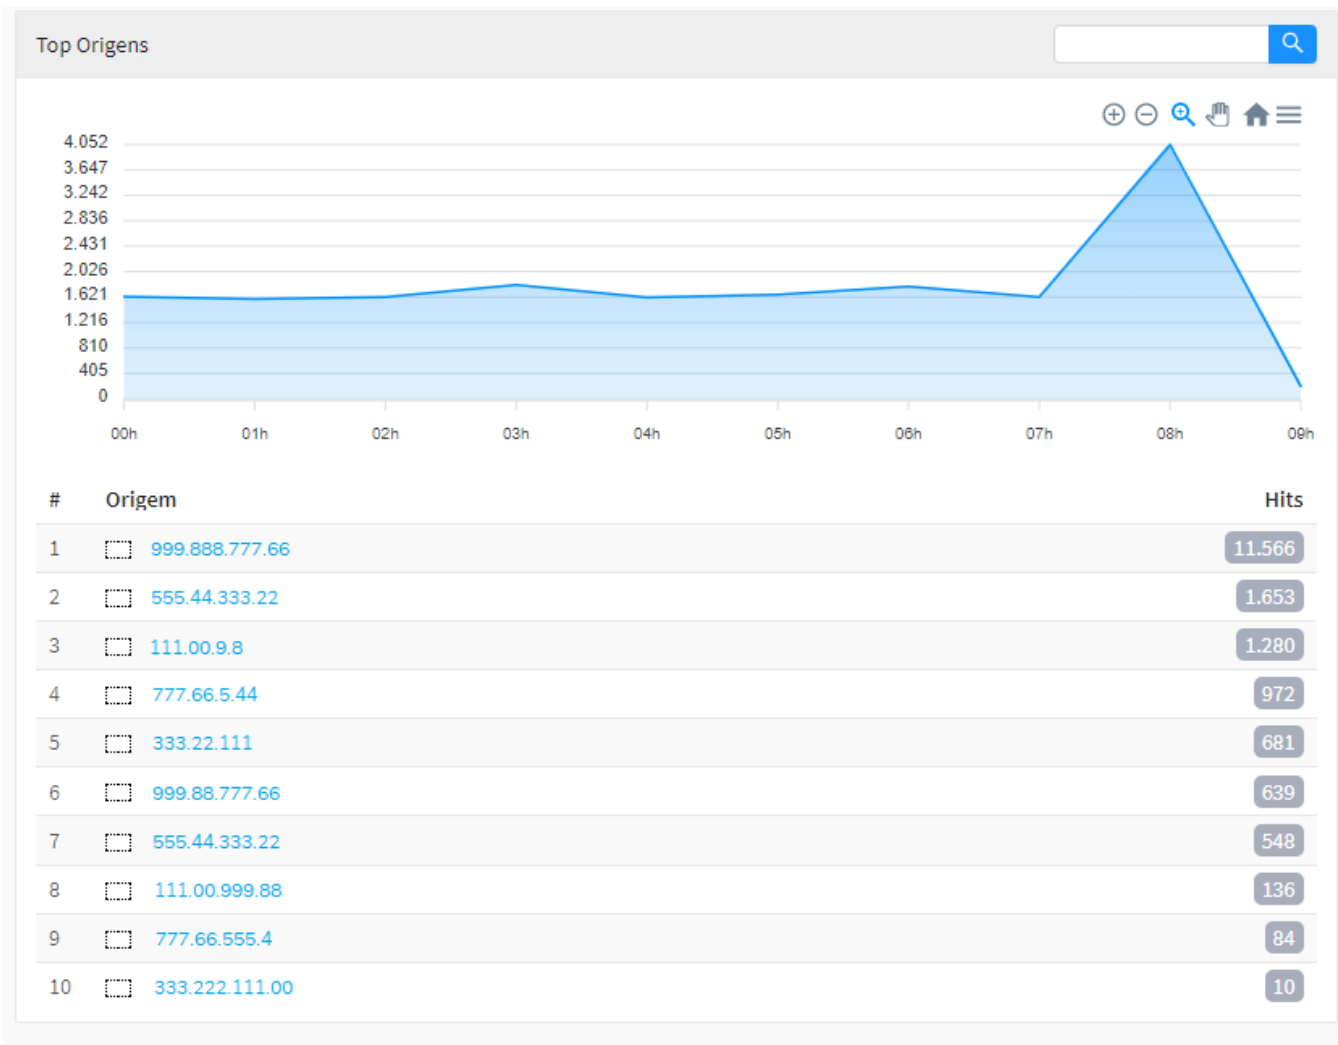 Top Origens
4.052
3.647
3.242
2.836
2.431
2.026
1.621
1.216
810
405
0
00h 01h 02h 03h 04h 05h 06h 07h 08h 09h
# Origem Hits
1 999.888.777.66 11.566
2 555.44.333.22 1.653
3 111.00.9.8 1.280
4 777.66.5.44 972
5 333.22.111 681
6 999.88.777.66 639
7 555.44.333.22 548
8 111.00.999.88 136
9 777.66.555.4 84
10 333.222.111.00 10